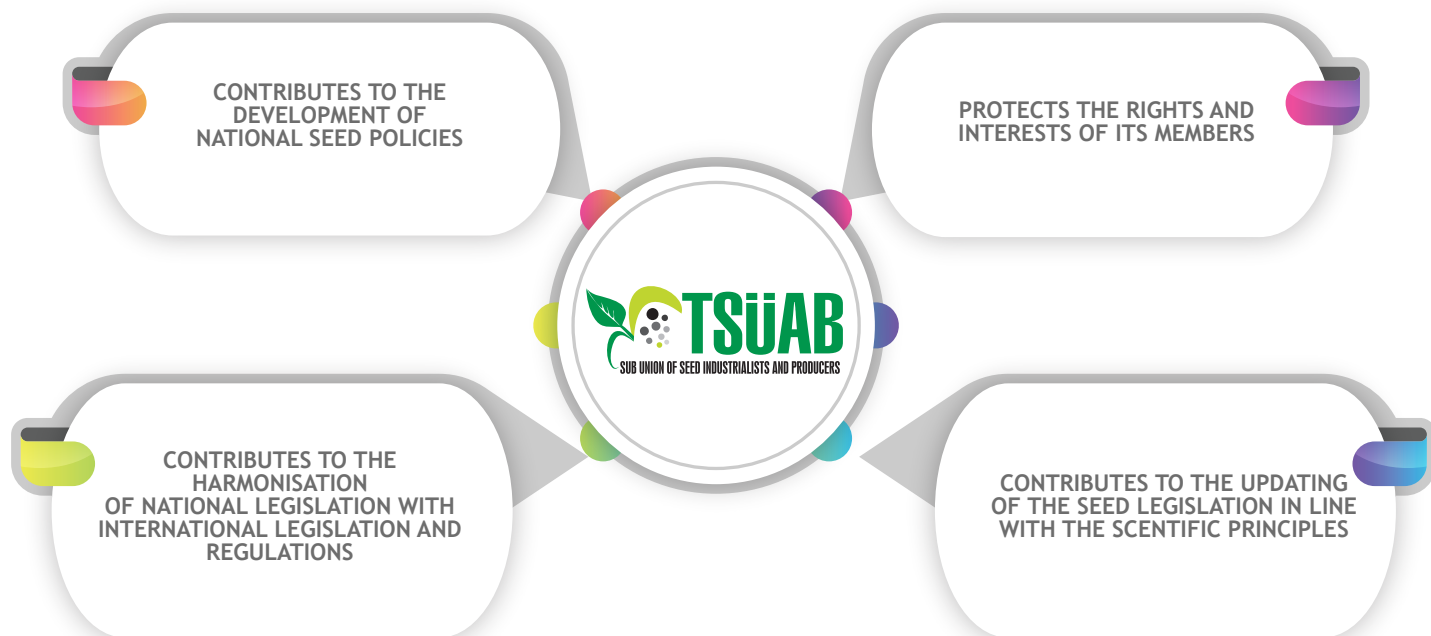 CONTRIBUTES TO THE
DEVELOPMENT OF
NATIONAL SEED POLICIES
PROTECTS THE RIGHTS AND
INTERESTS OF ITS MEMBERS
TSüAB
SUB UNION OF SEED INDUSTRIALISTS AND PRODUCERS
CONTRIBUTES TO THE
HARMONISATION
OF NATIONAL LEGISLATION WITH
INTERNATIONAL LEGISLATION AND
REGULATIONS
CONTRIBUTES TO THE UPDATING
OF THE SEED LEGISLATION IN LINE
WITH THE SCENTIFIC PRINCIPLES